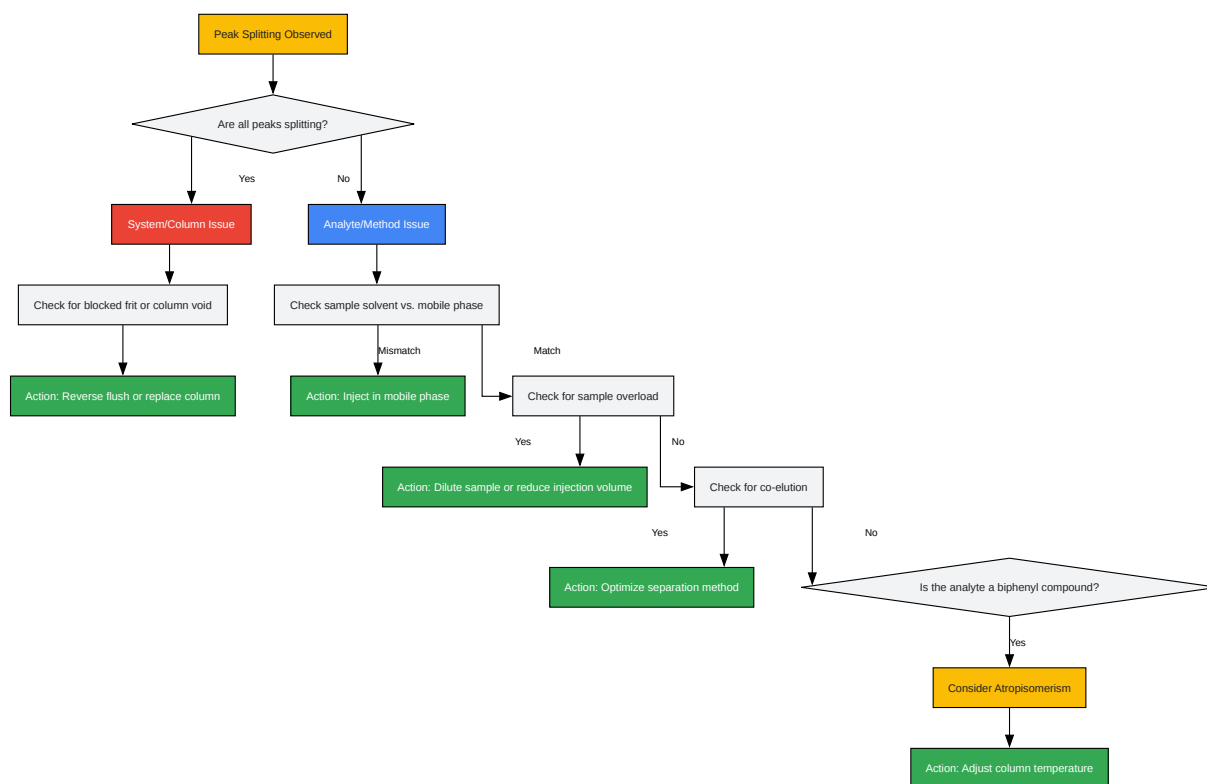 Peak Splitting Observed
Are all peaks splitting?
Yes
No
System/Column Issue
Analyte/Method Issue
Check for blocked frit or column void
Check sample solvent vs. mobile phase
Mismatch
Match
Action: Reverse flush or replace column
Action: Inject in mobile phase
Check for sample overload
Yes
No
Action: Dilute sample or reduce injection volume
Check for co-elution
Yes
No
Action: Optimize separation method
Is the analyte a biphenyl compound?
Yes
Consider Atropisomerism
Action: Adjust column temperature